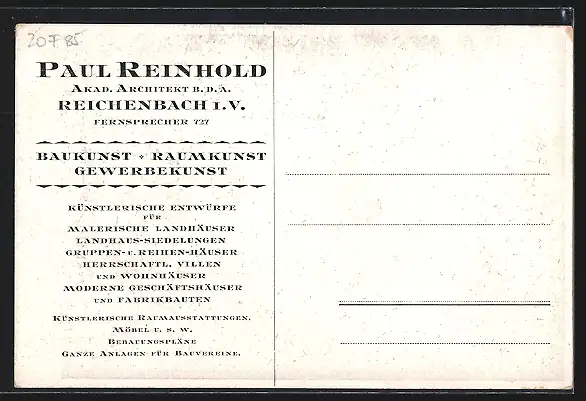 20785
PAUL REINHOLD
AKAD. ARCHITEKT B.D.A.
REICHENBACH I.V.
FERNSPRECHER 727
BAUKUNST * RAUMKUNST
GEWERBEKUNST
KÜNSTLERISCHE ENTWÜRFE
FÜR
MALERISCHE LANDHÄUSER
LANDHAUS-SIEDELUNGEN
GRUPPEN- U. REIHEN-HÄUSER
HERRSCHAFTL. VILLEN
UND WOHNHÄUSER
MODERNE GESCHÄFTSHÄUSER
UND FABRIKBAUTEN
KÜNSTLERISCHE RAUMAUSSTATTUNGEN,
MÖBEL U. S. W.
BEBAUUNGSPLÄNE
GANZE ANLAGEN FÜR BAUVEREINE.